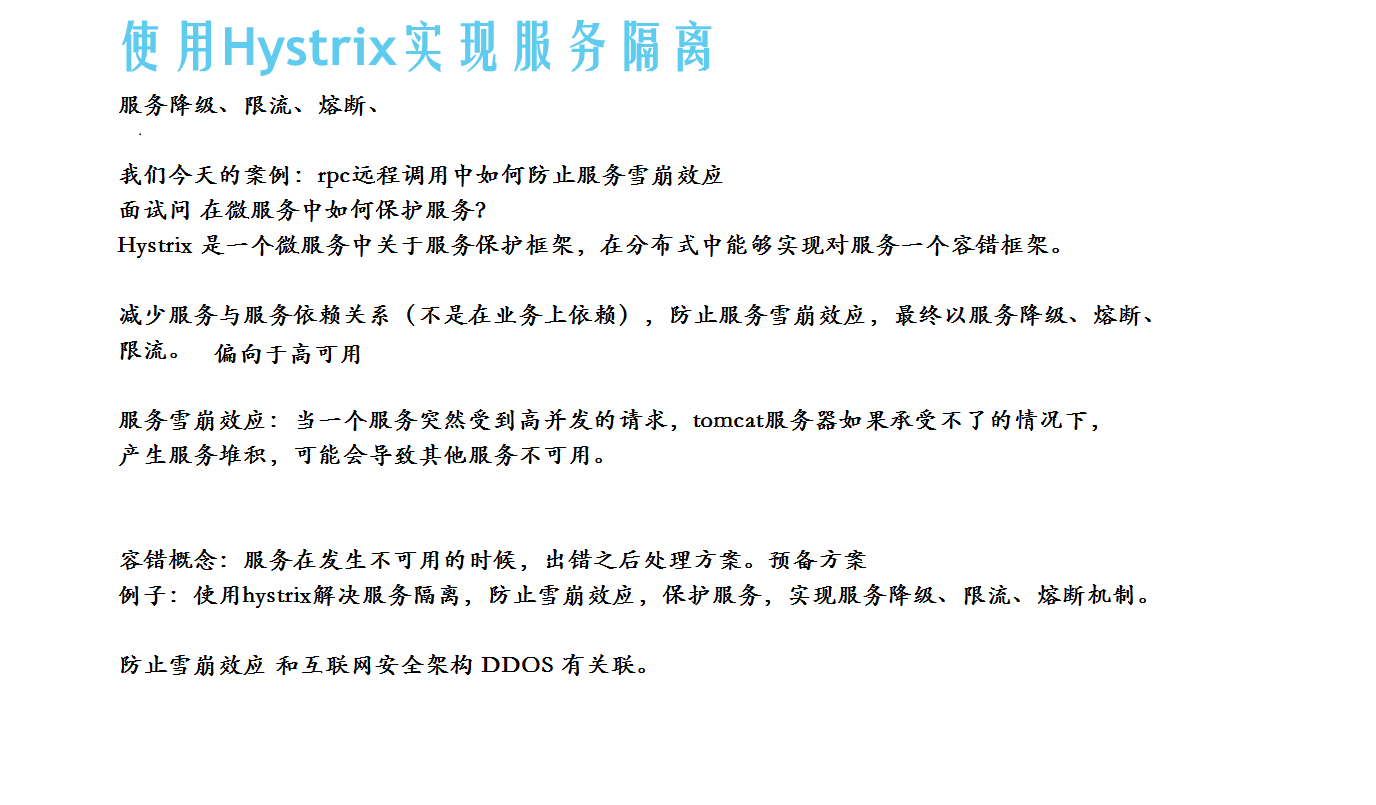 使用Hystrix实现服务隔离
服务降级、限流、熔断、
我们今天的案例：rpc远程调用中如何防止服务雪崩效应
面试问 在微服务中如何保护服务？
Hystrix 是一个微服务中关于服务保护框架，在分布式中能够实现对服务一个容错框架。
减少服务与服务依赖关系（不是在业务上依赖），防止服务雪崩效应，最终以服务降级、熔断、
限流。 偏向于高可用
服务雪崩效应：当一个服务突然受到高并发的请求，tomcat服务器如果承受不了的情况下，
产生服务堆积，可能会导致其他服务不可用。
容错概念：服务在发生不可用的时候，出错之后处理方案。预备方案
例子：使用hystrix解决服务隔离，防止雪崩效应，保护服务，实现服务降级、限流、熔断机制。
防止雪崩效应 和互联网安全架构 DDOS 有关联。